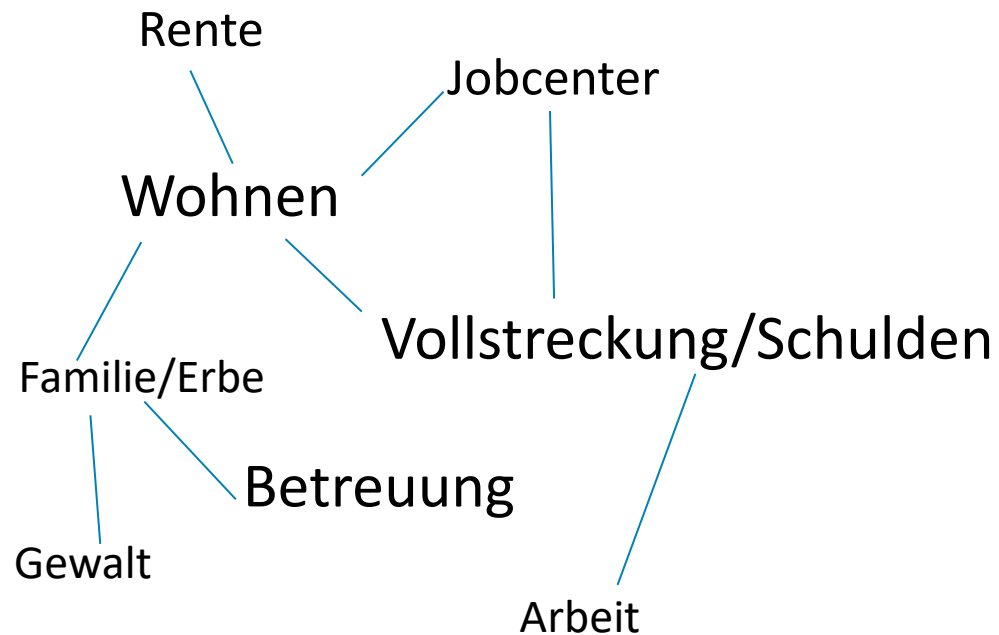 Rente
Jobcenter
Wohnen
Vollstreckung/Schulden
Familie/Erbe
Betreuung
Gewalt
Arbeit